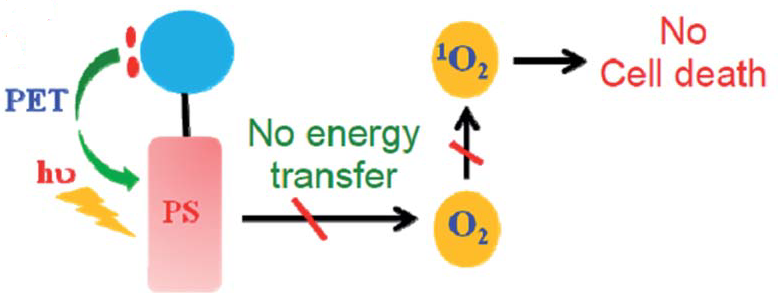 PET
hυ
PS
No energy
transfer
¹O₂
O₂
No
Cell death